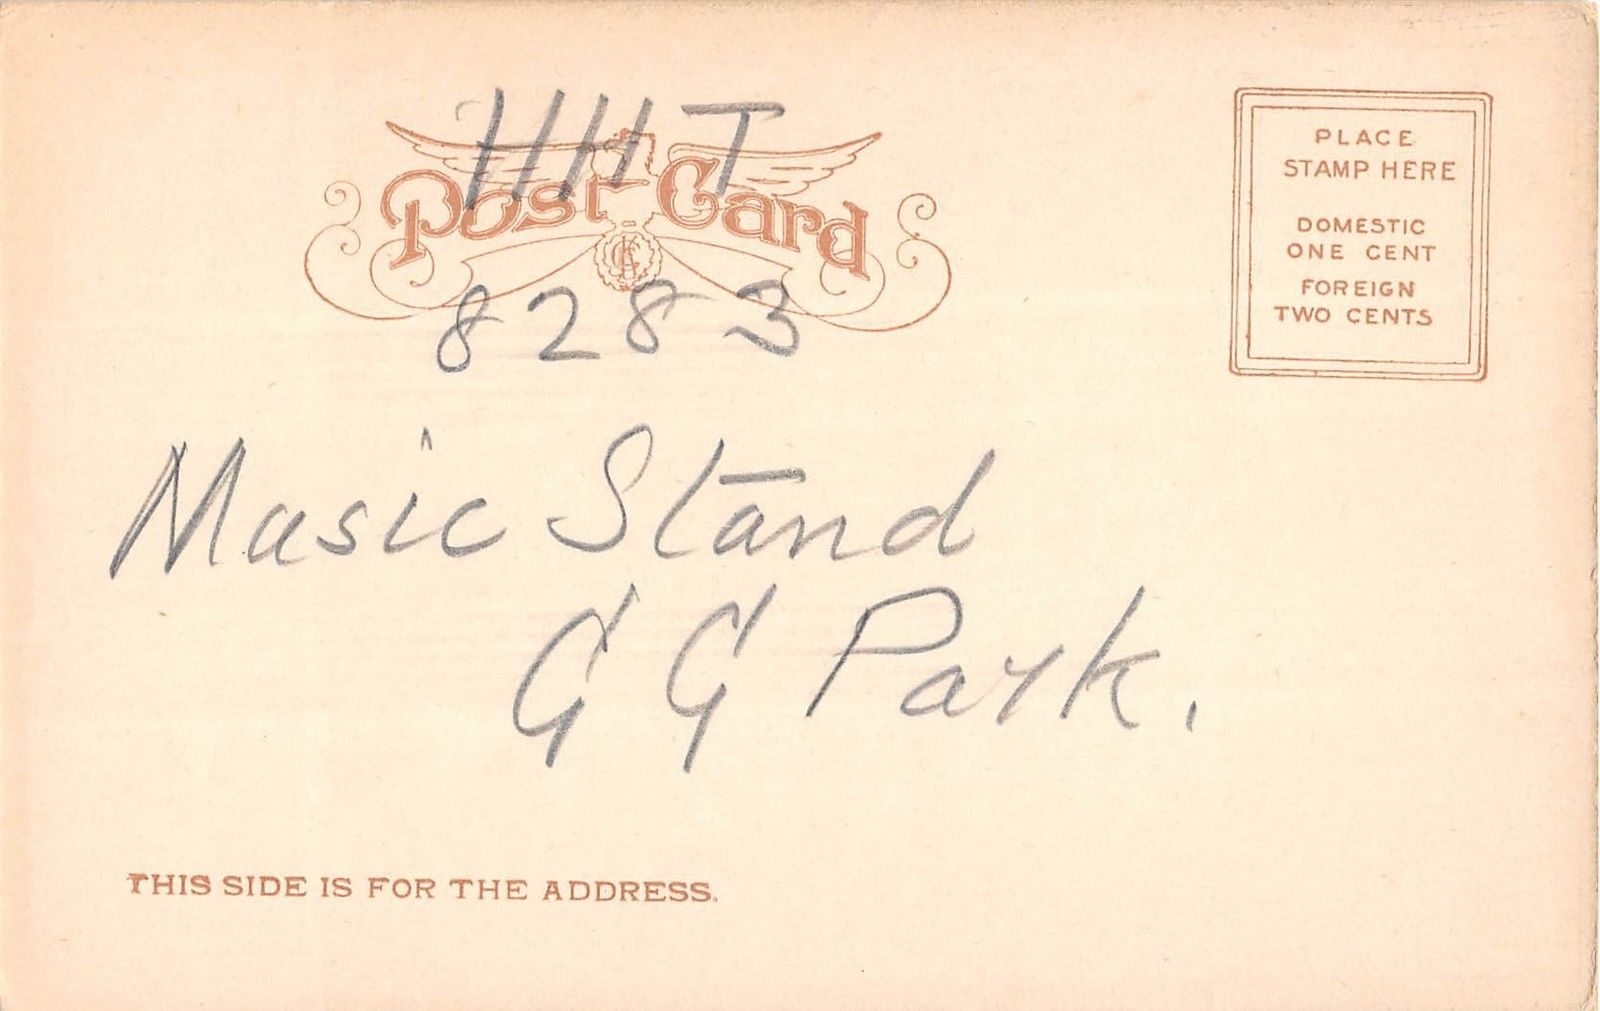 HHT
Post Card
8283
PLACE
STAMP HERE
DOMESTIC
ONE CENT
FOREIGN
TWO CENTS
Music Stand
G G Park.
THIS SIDE IS FOR THE ADDRESS.